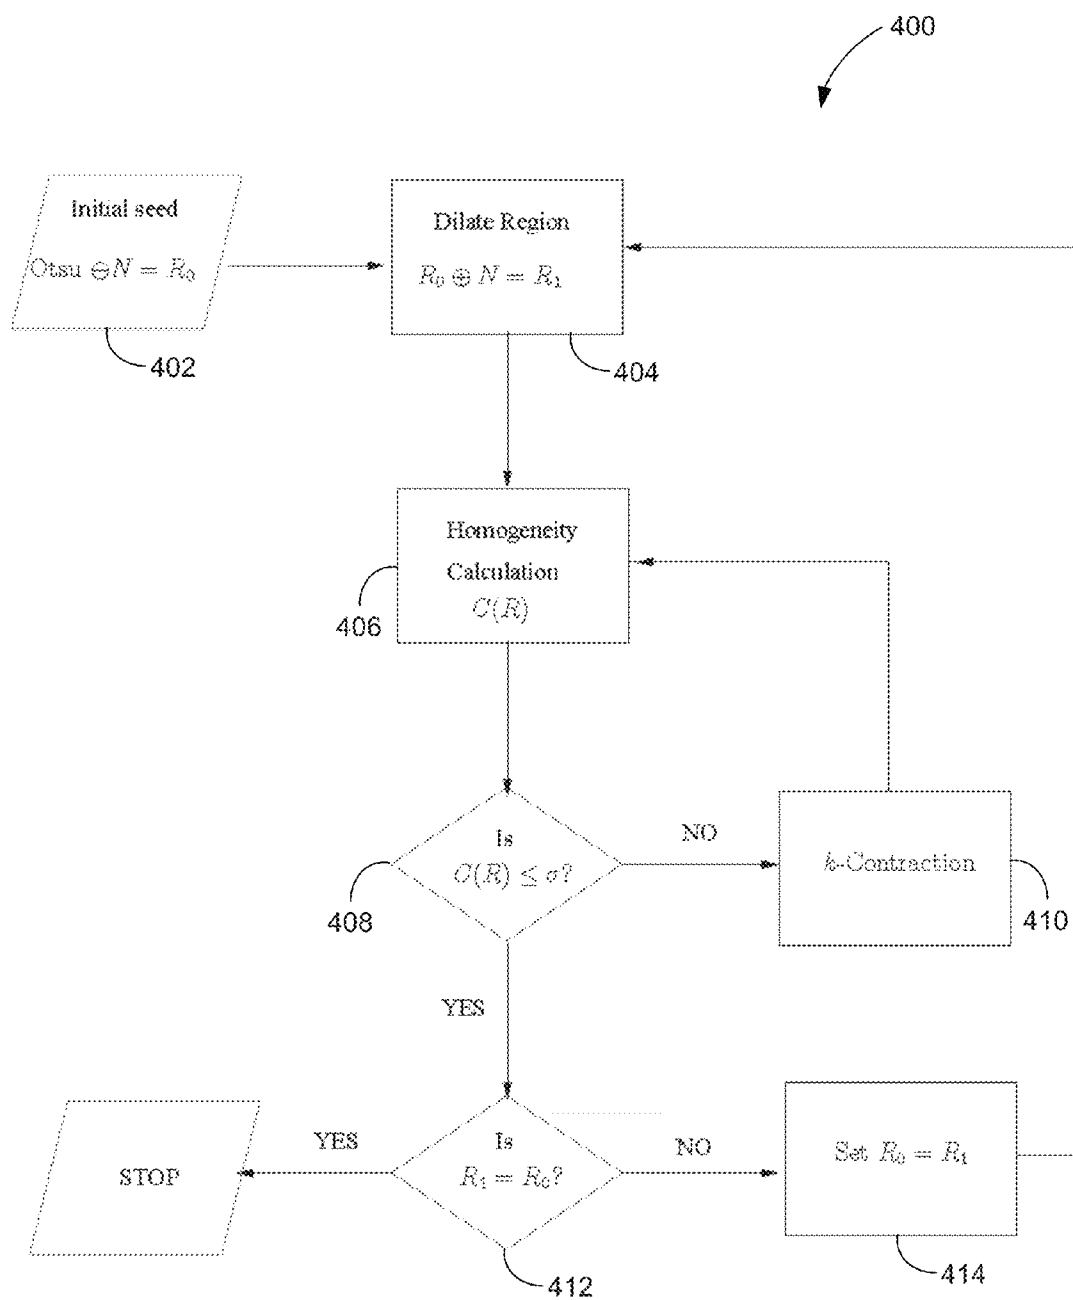 400
Initial seed
Otsu ⊖N = R₀
402
Dilate Region
R₀ ⊕ N = R₁
404
Homogeneity
Calculation
C(R)
406
Is
C(R) ≤ σ?
408
NO
k-Contraction
410
YES
Is
R₁ = R₀?
412
YES
STOP
NO
Set R₀ = R₁
414